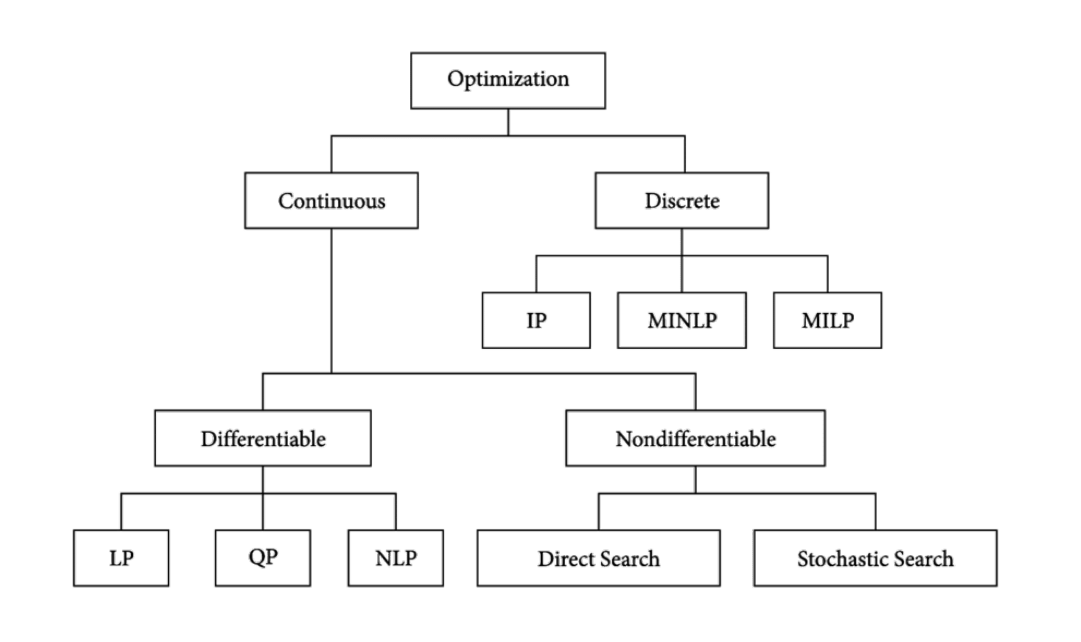 Optimization
Continuous
Discrete
IP
MINLP
MILP
Differentiable
Nondifferentiable
LP
QP
NLP
Direct Search
Stochastic Search